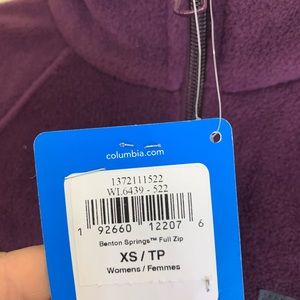 columbia.com
1372111522
WL6439 - 522
1 92660 12207 6
Benton Springs™ Full Zip
XS / TP
Womens / Femmes